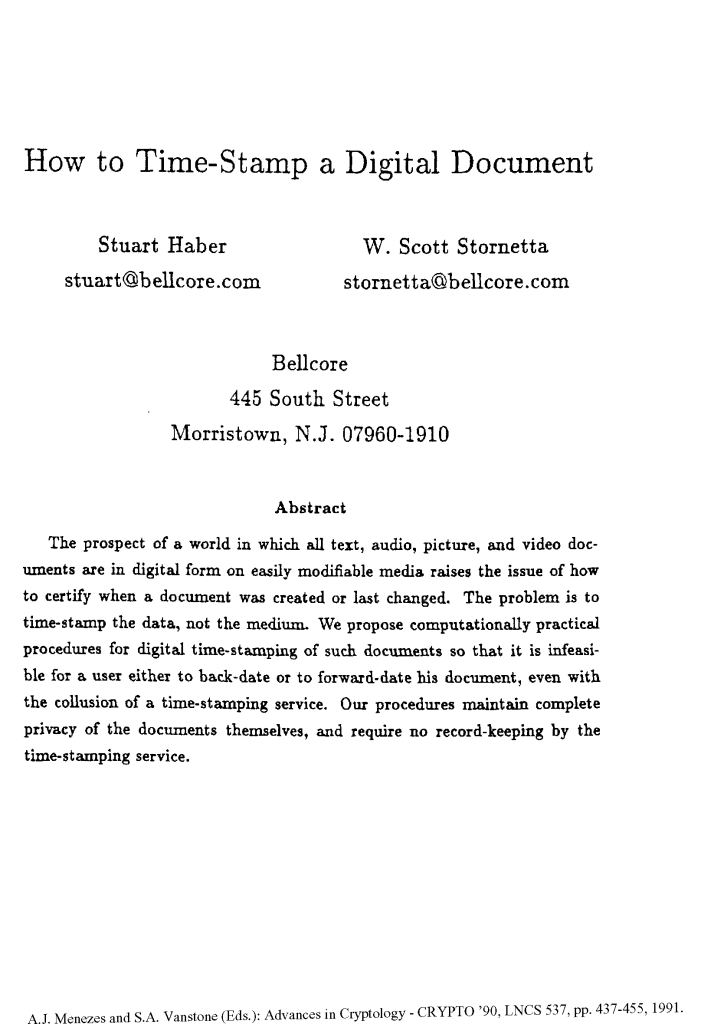 How to Time-Stamp a Digital Document
Stuart Haber
stuart@bellcore.com
W. Scott Stornetta
stornetta@bellcore.com
Bellcore
445 South Street
Morristown, N.J. 07960-1910
Abstract
The prospect of a world in which all text, audio, picture, and video doc-
uments are in digital form on easily modifiable media raises the issue of how
to certify when a document was created or last changed. The problem is to
time-stamp the data, not the medium. We propose computationally practical
procedures for digital time-stamping of such documents so that it is infeasi-
ble for a user either to back-date or to forward-date his document, even with
the collusion of a time-stamping service. Our procedures maintain complete
privacy of the documents themselves, and require no record-keeping by the
time-stamping service.
A.J. Menezes and S.A. Vanstone (Eds.): Advances in Cryptology - CRYPTO '90, LNCS 537, pp. 437-455, 1991.